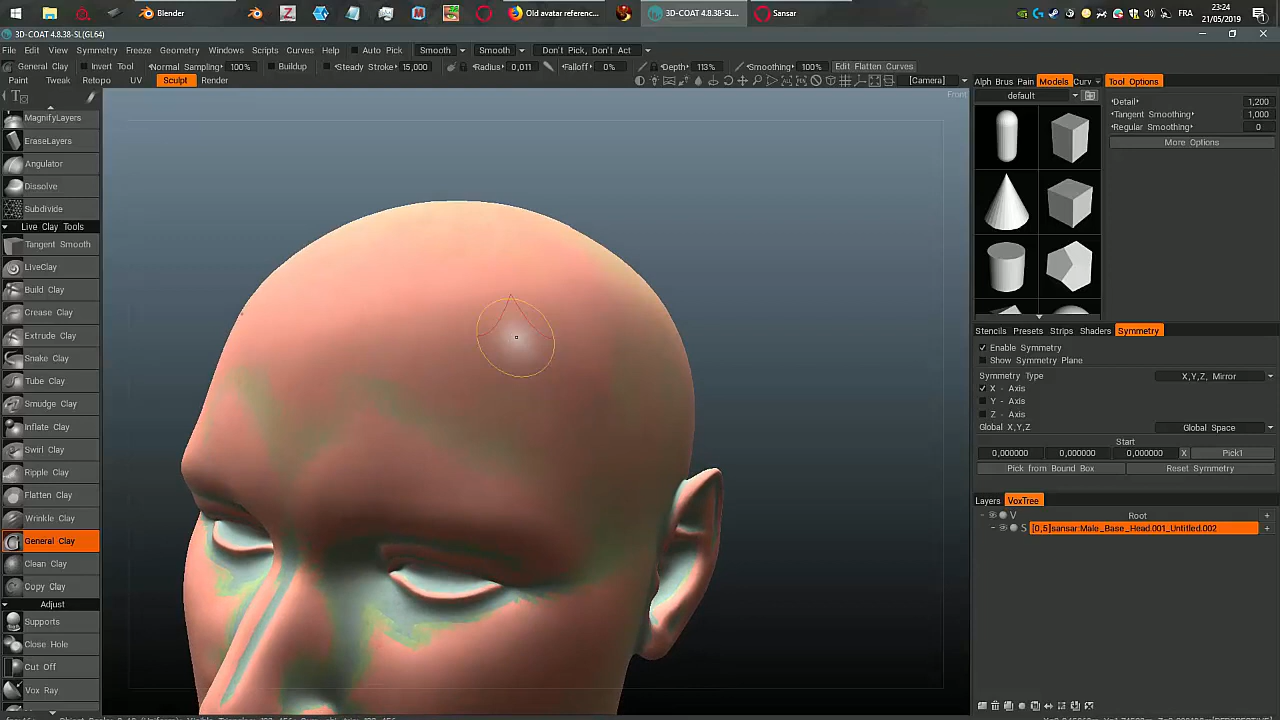 Blender
Old avatar referenc...
3D-COAT 4.8.38-SL...
Sansar
FRA
23:24
21/05/2019
3D-COAT 4.8.38-SL(GL64)
File Edit View Symmetry Freeze Geometry Windows Scripts Curves Help Auto Pick Smooth Smooth Don't Pick, Don't Act
General Clay Invert Tool Normal Sampling 100% Buildup Steady Stroke 15,000 Radius 0,011 Falloff 0% Depth 113% Smoothing 100% Edit Flatten Curves
Paint Tweak Retopo UV Sculpt Render [Camera]
Front
MagnifyLayers
EraseLayers
Angulator
Dissolve
Subdivide
Live Clay Tools
Tangent Smooth
LiveClay
Build Clay
Crease Clay
Extrude Clay
Snake Clay
Tube Clay
Smudge Clay
Inflate Clay
Swirl Clay
Ripple Clay
Flatten Clay
Wrinkle Clay
General Clay
Clean Clay
Copy Clay
Adjust
Supports
Close Hole
Cut Off
Vox Ray
Alph Brus Pain Models Curv
default
Tool Options
Detail: 1,200
Tangent Smoothing 1,000
Regular Smoothing 0
More Options
Stencils Presets Strips Shaders Symmetry
Enable Symmetry
Show Symmetry Plane
Symmetry Type X,Y,Z, Mirror
X - Axis
Y - Axis
Z - Axis
Global X,Y,Z Global Space
Start
0,000000 0,000000 0,000000 X Pick1
Pick from Bound Box Reset Symmetry
Layers VoxTree
V Root +
S [0,5]sansar:Male_Base_Head.001_Untitled.002 +